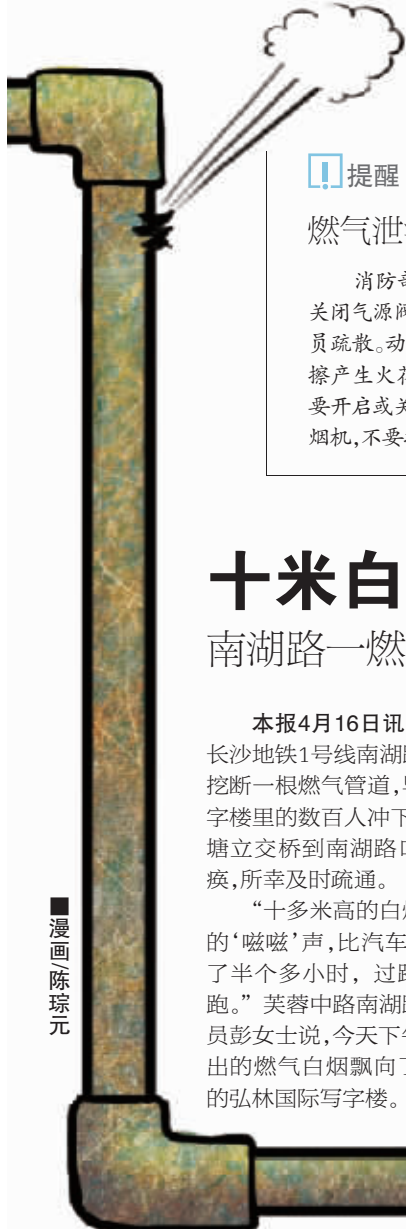 提醒
燃气泄
消防
关闭气源阀
员疏散。动
擦产生火花
要开启或关
烟机,不要
十米白
南湖路一燃
本报4月16日讯
长沙地铁1号线南湖路
挖断一根燃气管道,
字楼里的数百人冲下
塘立交桥到南湖路口
痪,所幸及时疏通。
“十多米高的白烟
的‘嗞嗞’声,比汽车
了半个多小时,过路
跑。”芙蓉中路南湖路
员彭女士说,今天下午
出的燃气白烟飘向了
的弘林国际写字楼。
■漫画/陈琮元